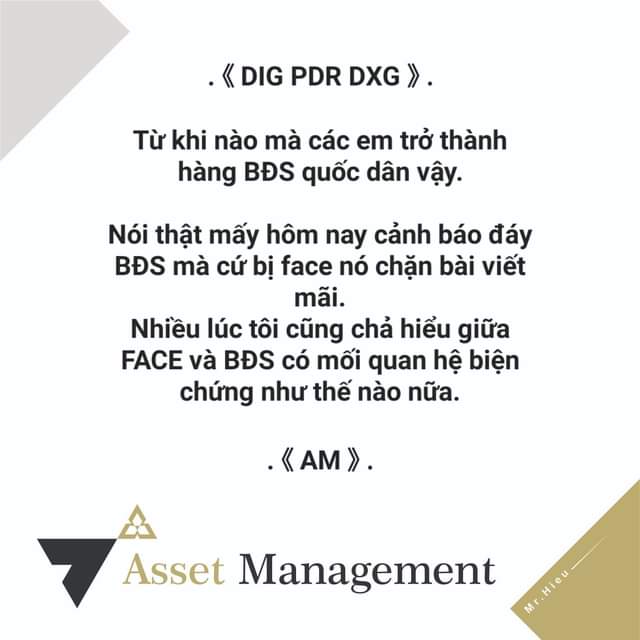 .《 DIG PDR DXG 》.
Từ khi nào mà các em trở thành
hàng BĐS quốc dân vậy.
Nói thật mấy hôm nay cảnh báo đáy
BĐS mà cứ bị face nó chặn bài viết
mãi.
Nhiều lúc tôi cũng chả hiểu giữa
FACE và BĐS có mối quan hệ biện
chứng như thế nào nữa.
.《 AM 》.
Asset Management
Mr.Hieu